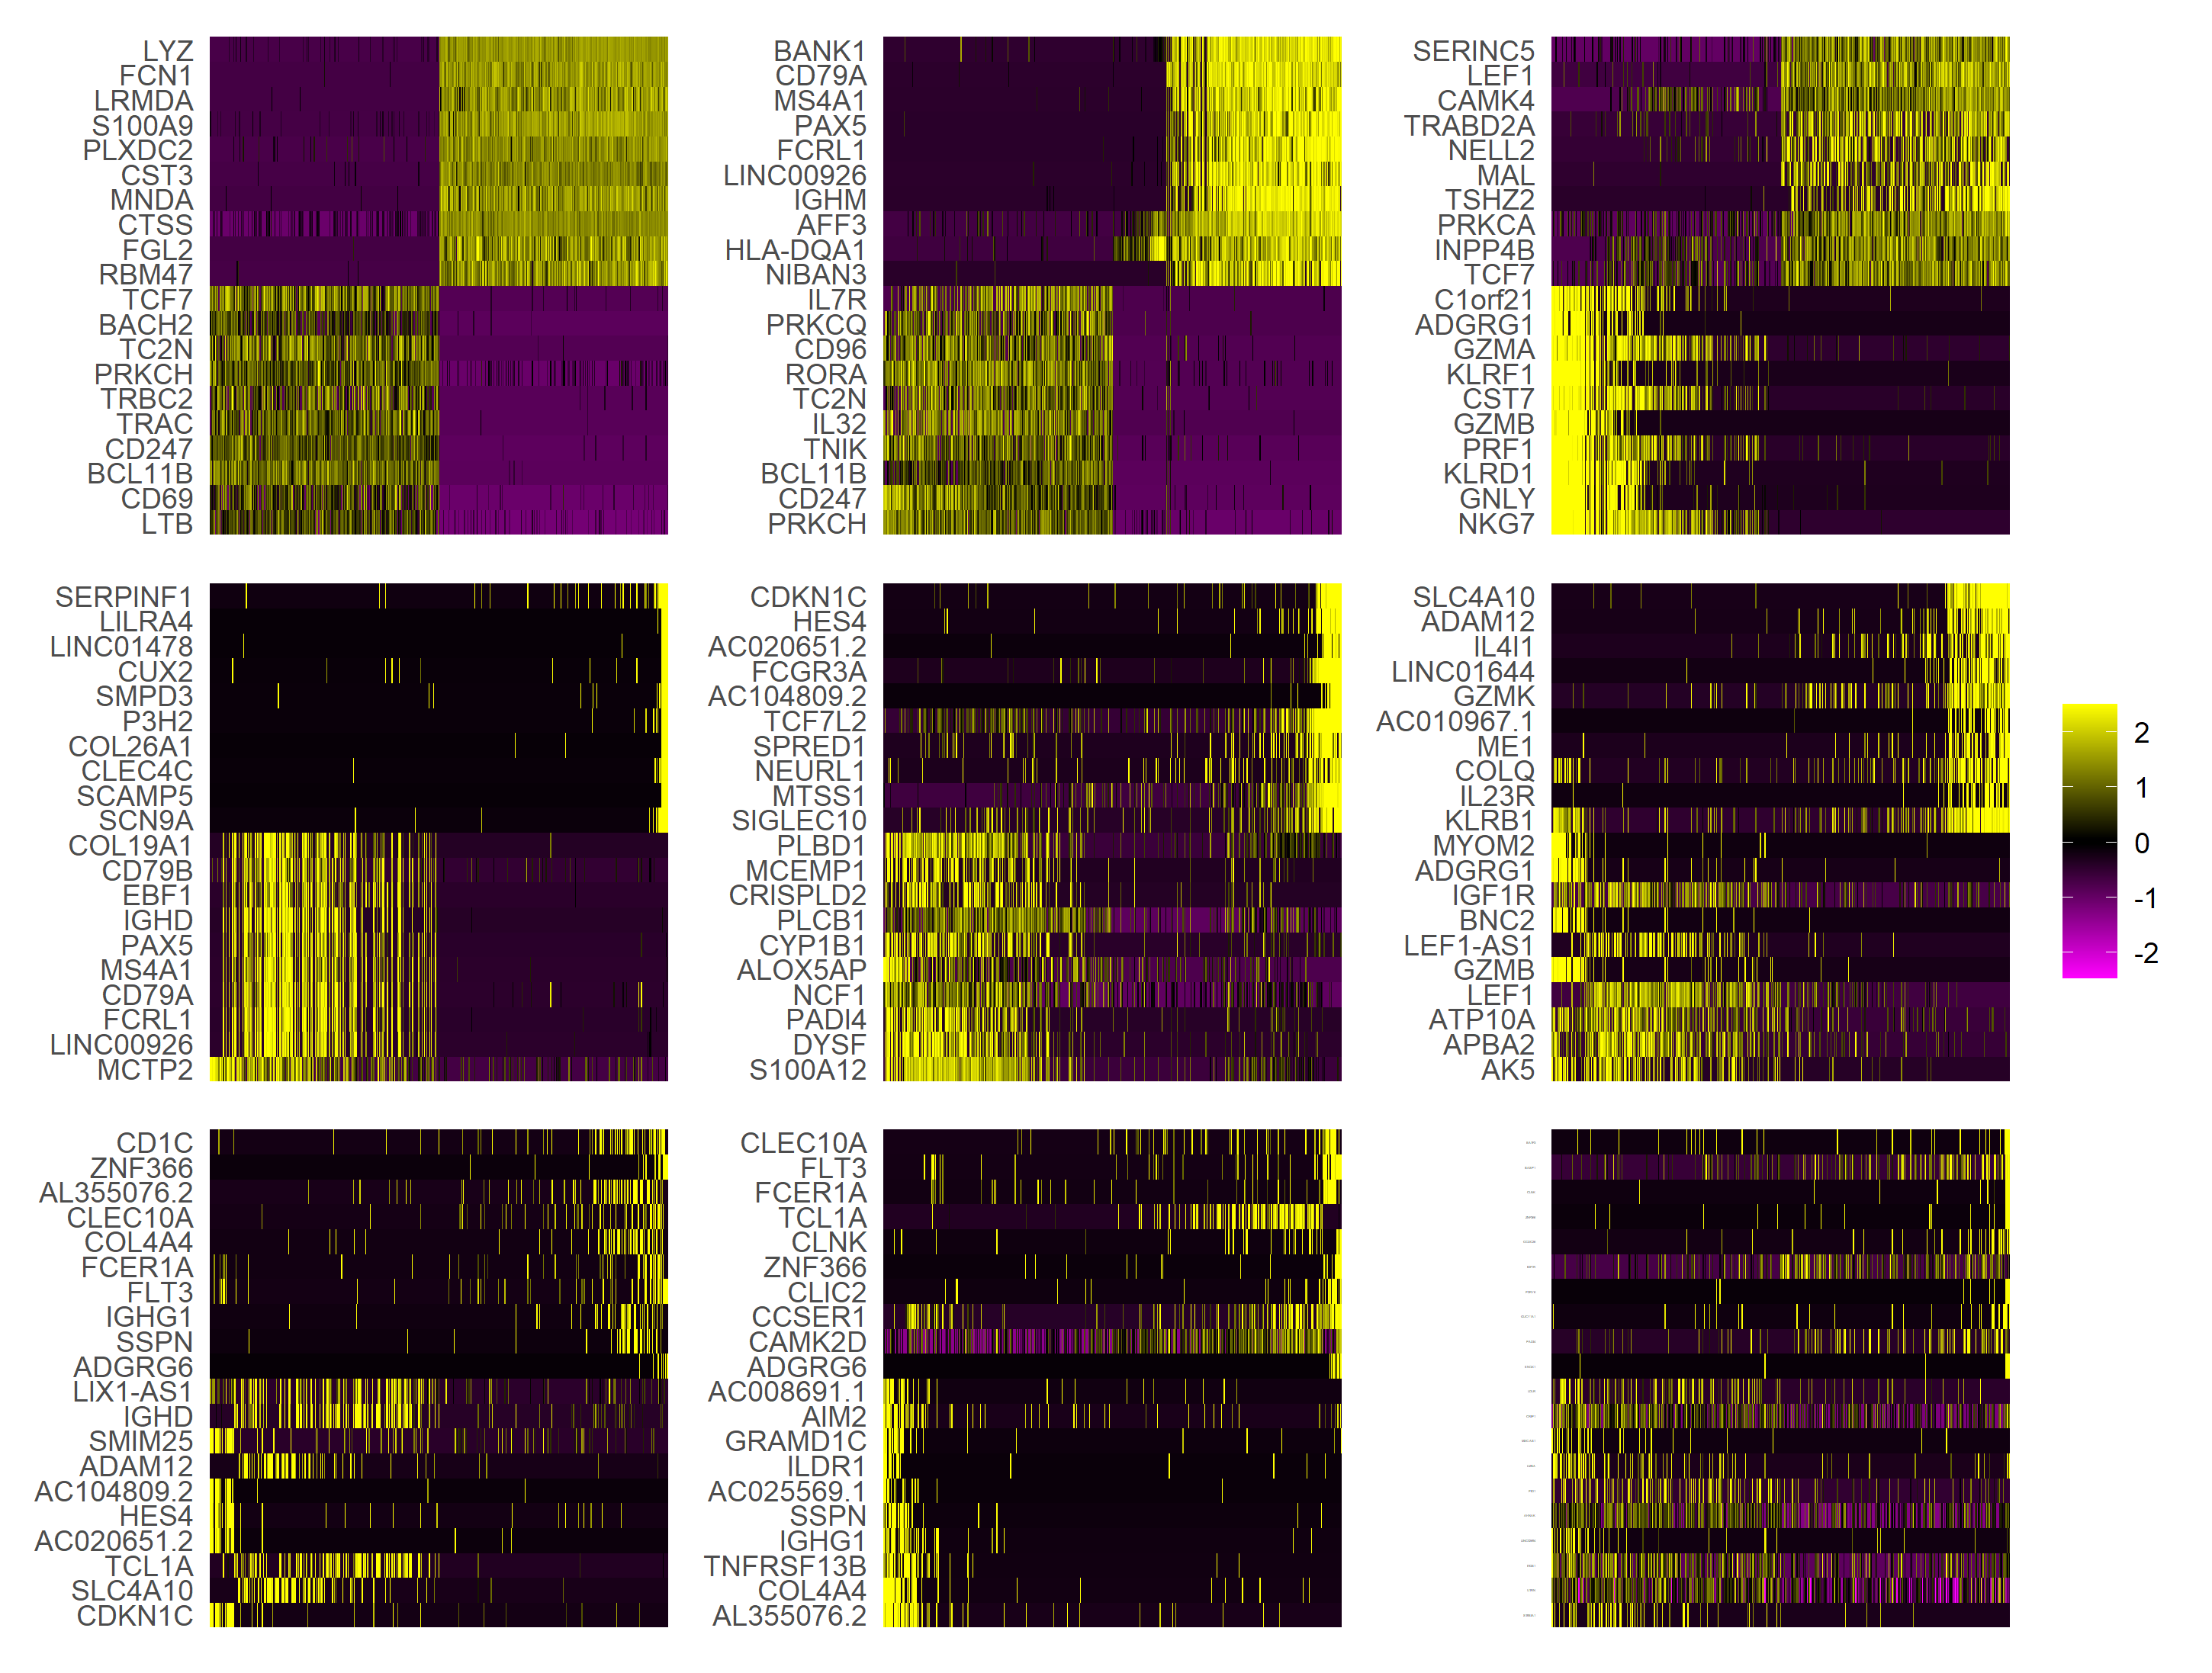 LYZ
FCN1
LRMDA
S100A9
PLXDC2
CST3
MNDA
CTSS
FGL2
RBM47
TCF7
BACH2
TC2N
PRKCH
TRBC2
TRAC
CD247
BCL11B
CD69
LTB
BANK1
CD79A
MS4A1
PAX5
FCRL1
LINC00926
IGHM
AFF3
HLA-DQA1
NIBAN3
IL7R
PRKCQ
CD96
RORA
TC2N
IL32
TNIK
BCL11B
CD247
PRKCH
SERINC5
LEF1
CAMK4
TRABD2A
NELL2
MAL
TSHZ2
PRKCA
INPP4B
TCF7
C1orf21
ADGRG1
GZMA
KLRF1
CST7
GZMB
PRF1
KLRD1
GNLY
NKG7
SERPINF1
LILRA4
LINC01478
CUX2
SMPD3
P3H2
COL26A1
CLEC4C
SCAMP5
SCN9A
COL19A1
CD79B
EBF1
IGHD
PAX5
MS4A1
CD79A
FCRL1
LINC00926
MCTP2
CDKN1C
HES4
AC020651.2
FCGR3A
AC104809.2
TCF7L2
SPRED1
NEURL1
MTSS1
SIGLEC10
PLBD1
MCEMP1
CRISPLD2
PLCB1
CYP1B1
ALOX5AP
NCF1
PADI4
DYSF
S100A12
SLC4A10
ADAM12
IL4I1
LINC01644
GZMK
AC010967.1
ME1
COLQ
IL23R
KLRB1
MYOM2
ADGRG1
IGF1R
BNC2
LEF1-AS1
GZMB
LEF1
ATP10A
APBA2
AK5
2
1
0
-1
-2
CD1C
ZNF366
AL355076.2
CLEC10A
COL4A4
FCER1A
FLT3
IGHG1
SSPN
ADGRG6
LIX1-AS1
IGHD
SMIM25
ADAM12
AC104809.2
HES4
AC020651.2
TCL1A
SLC4A10
CDKN1C
CLEC10A
FLT3
FCER1A
TCL1A
CLNK
ZNF366
CLIC2
CCSER1
CAMK2D
ADGRG6
AC008691.1
AIM2
GRAMD1C
ILDR1
AC025569.1
SSPN
IGHG1
TNFRSF13B
COL4A4
AL355076.2